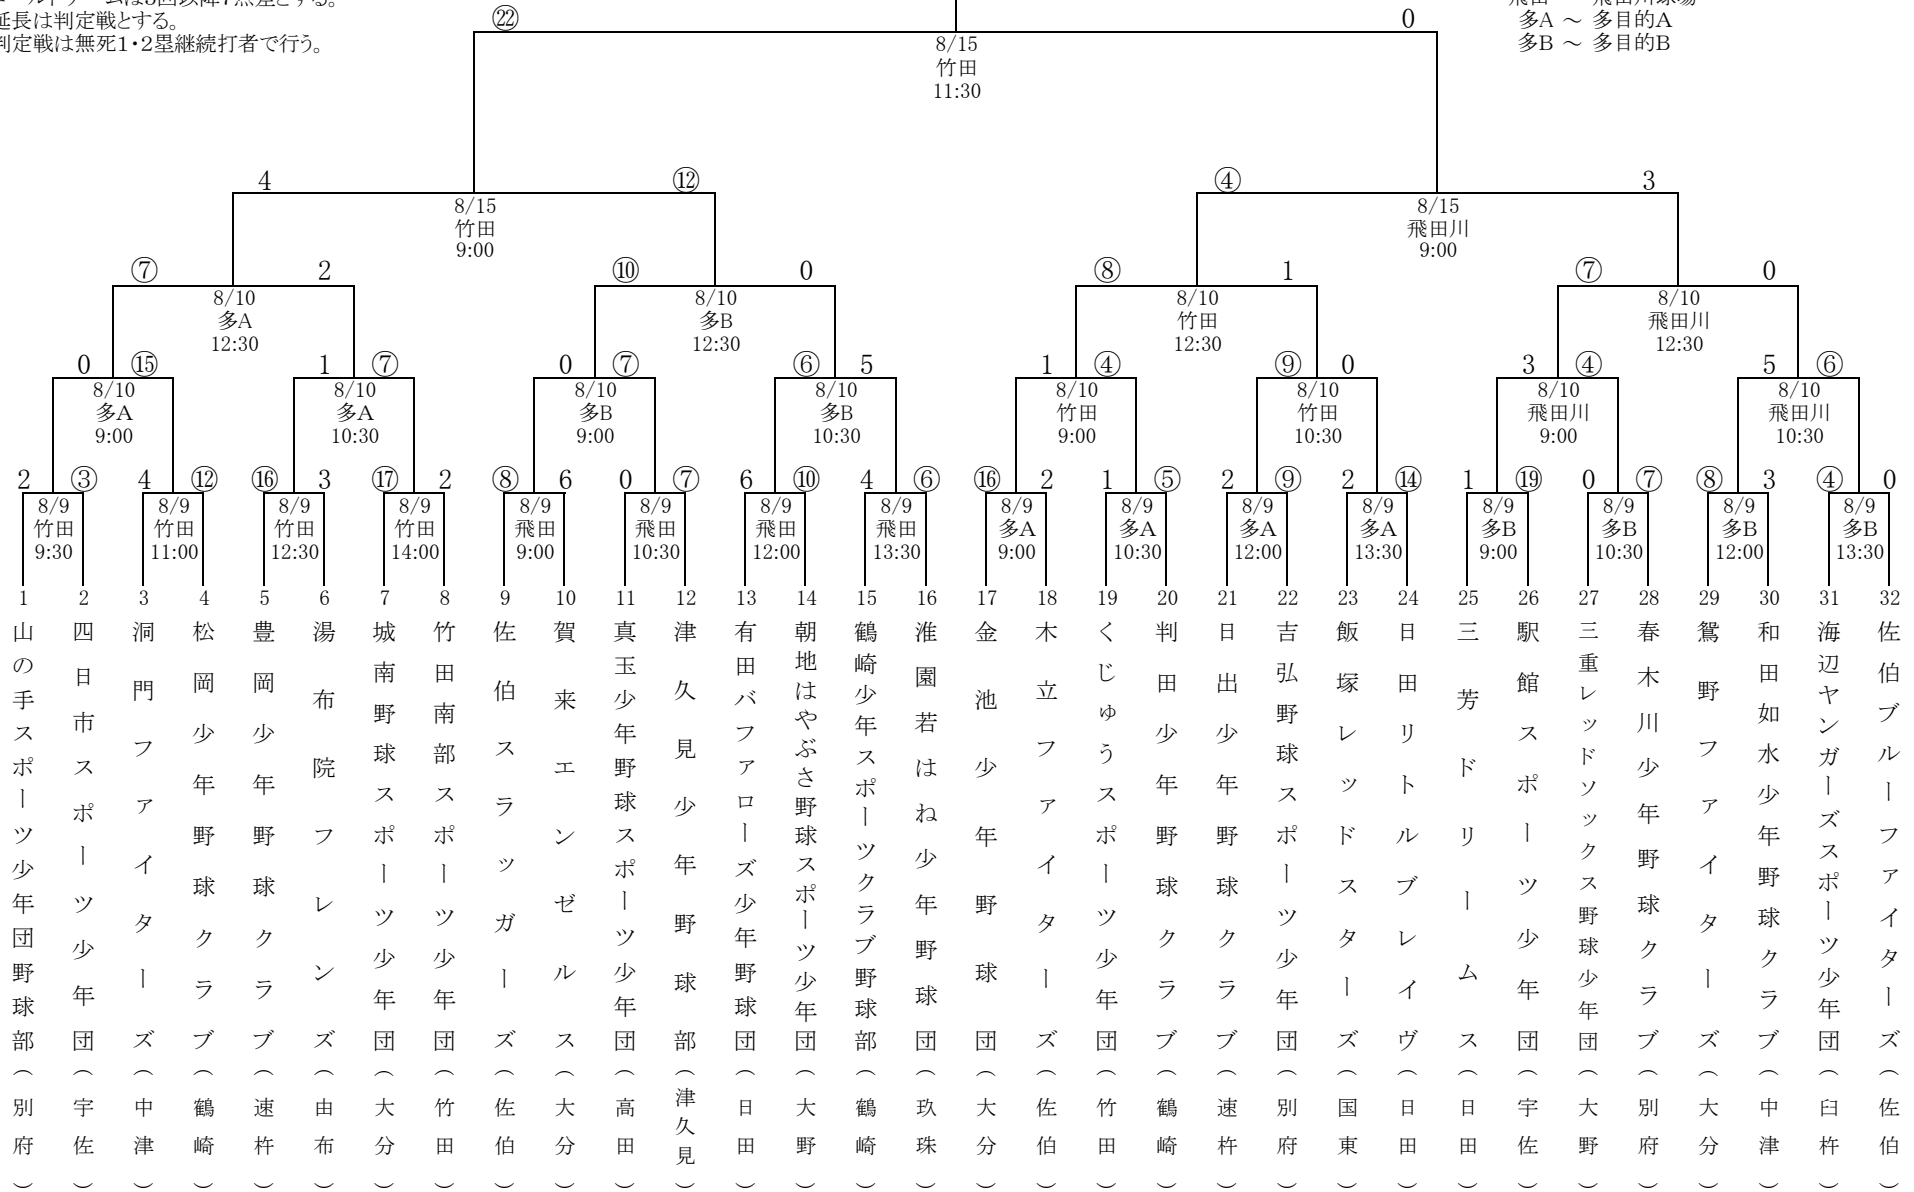 延長は判定戦とする。
判定戦は無死1・2塁継続打者で行う。
多A ～ 多目的A
多B ～ 多目的B
㉒ 0
8/15
竹田
11:30
4 ⑫ ④ 3
8/15 8/15
竹田 飛田川
9:00 9:00
⑦ 2 ⑩ 0 ⑧ 1 ⑦ 0
8/10 8/10 8/10 8/10
多A 多B 竹田 飛田川
12:30 12:30 12:30 12:30
0 ⑮ 1 ⑦ 0 ⑦ ⑥ 5 1 ④ ⑨ 0 3 ④ 5 ⑥
8/10 8/10 8/10 8/10 8/10 8/10 8/10 8/10
多A 多A 多B 多B 竹田 竹田 飛田川 飛田川
9:00 10:30 9:00 10:30 9:00 10:30 9:00 10:30
2 ③ 4 ⑫ ⑯ 3 ⑰ 2 ⑧ 6 0 ⑦ 6 ⑩ 4 ⑥ ⑯ 2 1 ⑤ 2 ⑨ 2 ⑭ 1 ⑲ 0 ⑦ ⑧ 3 ④ 0
8/9 8/9 8/9 8/9 8/9 8/9 8/9 8/9 8/9 8/9 8/9 8/9 8/9 8/9 8/9 8/9
竹田 竹田 竹田 竹田 飛田 飛田 飛田 飛田 多A 多A 多A 多A 多B 多B 多B 多B
9:30 11:00 12:30 14:00 9:00 10:30 12:00 13:30 9:00 10:30 12:00 13:30 9:00 10:30 12:00 13:30
1 山の手スポーツ少年団野球部（別府）
2 四日市スポーツ少年団（宇佐）
3 洞門ファイターズ（中津）
4 松岡少年野球クラブ（鶴崎）
5 豊岡少年野球クラブ（速杵）
6 湯布院フレンズ（由布）
7 城南野球スポーツ少年団（大分）
8 竹田南部スポーツ少年団（竹田）
9 佐伯スラッガーズ（佐伯）
10 賀来エンゼルス（大分）
11 真玉少年野球スポーツ少年団（高田）
12 津久見少年野球部（津久見）
13 有田バファローズ少年野球団（日田）
14 朝地はやぶさ野球スポーツ少年団（大野）
15 鶴崎少年スポーツクラブ野球部（鶴崎）
16 淮園若はね少年野球団（玖珠）
17 金池少年野球団（大分）
18 木立ファイターズ（佐伯）
19 くじゅうスポーツ少年団（竹田）
20 判田少年野球クラブ（鶴崎）
21 日出少年野球クラブ（速杵）
22 吉弘野球スポーツ少年団（別府）
23 飯塚レッドスターズ（国東）
24 日田リトルブレイヴ（日田）
25 三芳ドリームス（日田）
26 駅館スポーツ少年団（宇佐）
27 三重レッドソックス野球少年団（大野）
28 春木川少年野球クラブ（別府）
29 鴛野ファイターズ（大分）
30 和田如水少年野球クラブ（中津）
31 海辺ヤンガーズスポーツ少年団（臼杵）
32 佐伯ブルーファイターズ（佐伯）